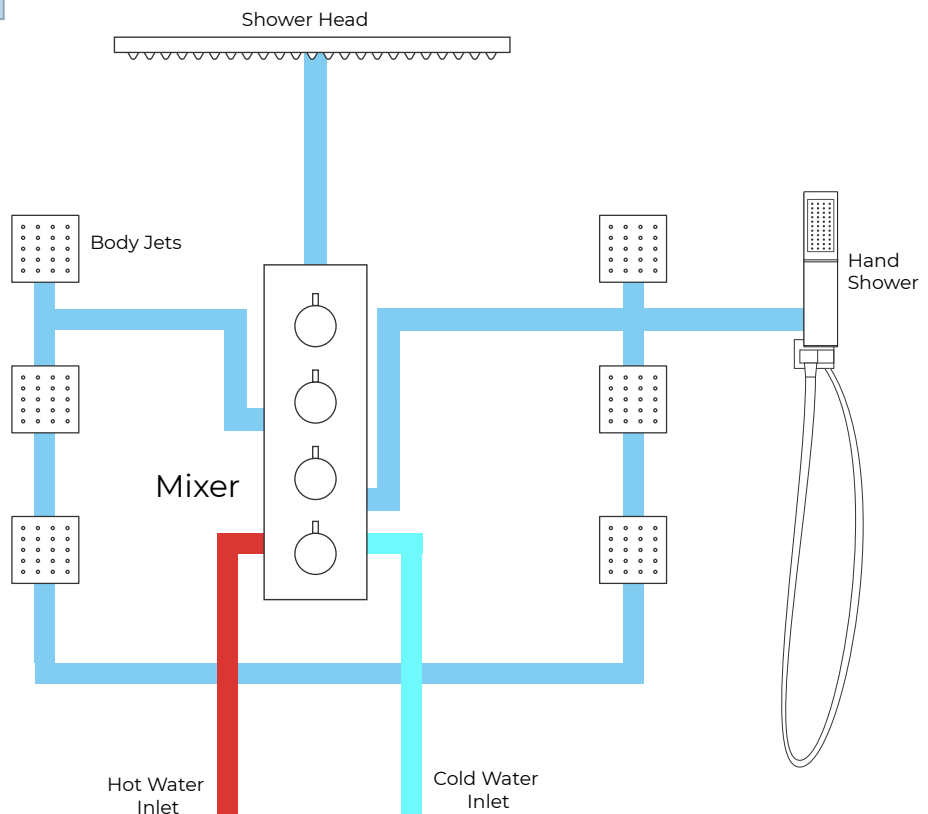 Shower Head
Body Jets
Hand
Shower
Mixer
Hot Water
Inlet
Cold Water
Inlet